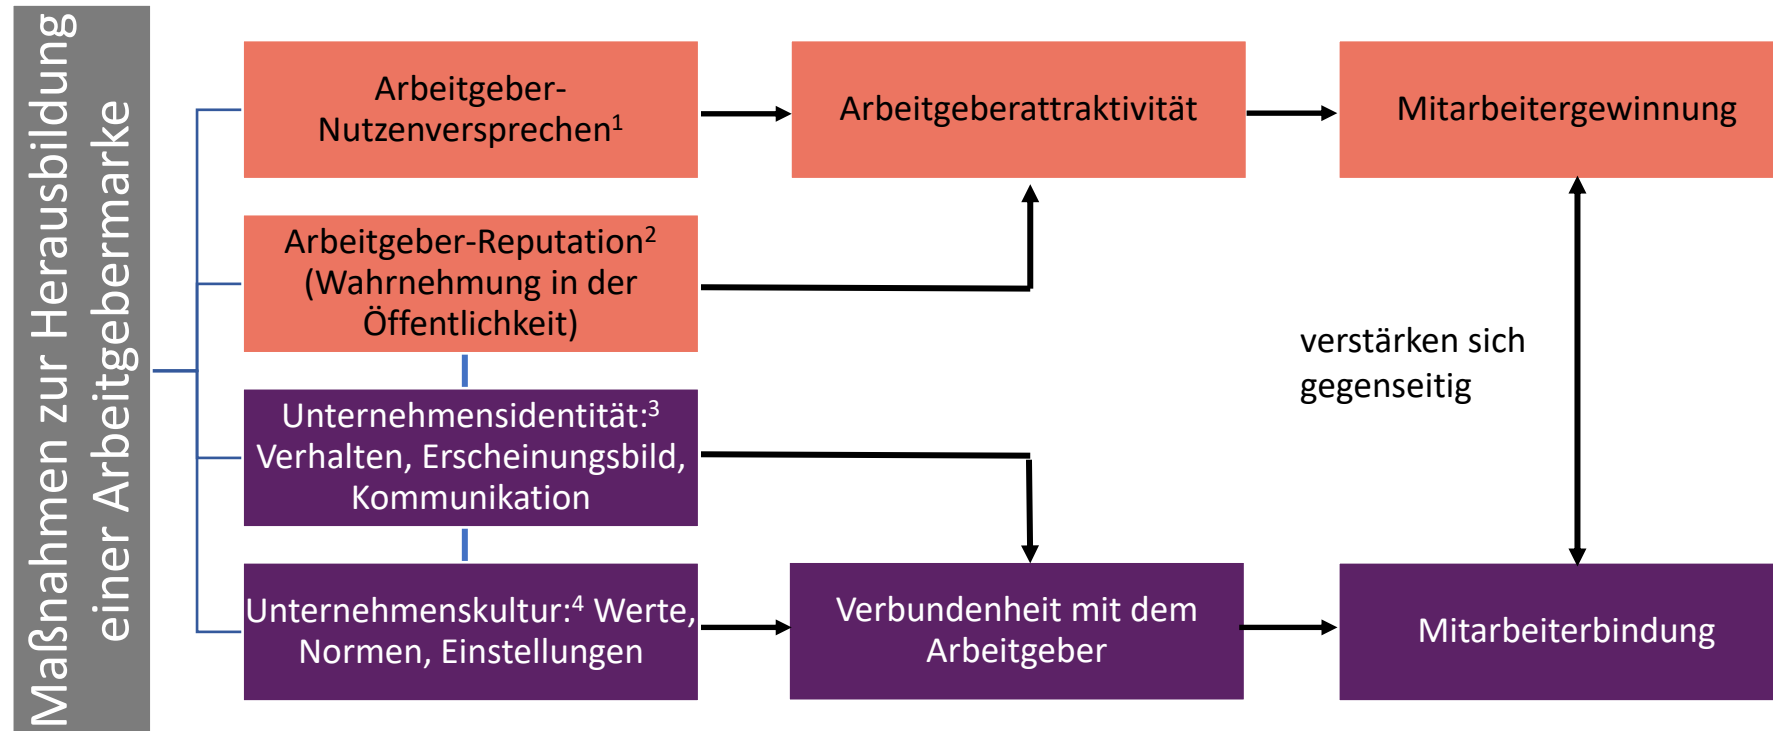 Maßnahmen zur Herausbildung
einer Arbeitgebermarke
Arbeitgeber-
Nutzenversprechen¹
Arbeitgeberattraktivität
Mitarbeitergewinnung
Arbeitgeber-Reputation²
(Wahrnehmung in der
Öffentlichkeit)
verstärken sich
gegenseitig
Unternehmensidentität:³
Verhalten, Erscheinungsbild,
Kommunikation
Unternehmenskultur:⁴ Werte,
Normen, Einstellungen
Verbundenheit mit dem
Arbeitgeber
Mitarbeiterbindung